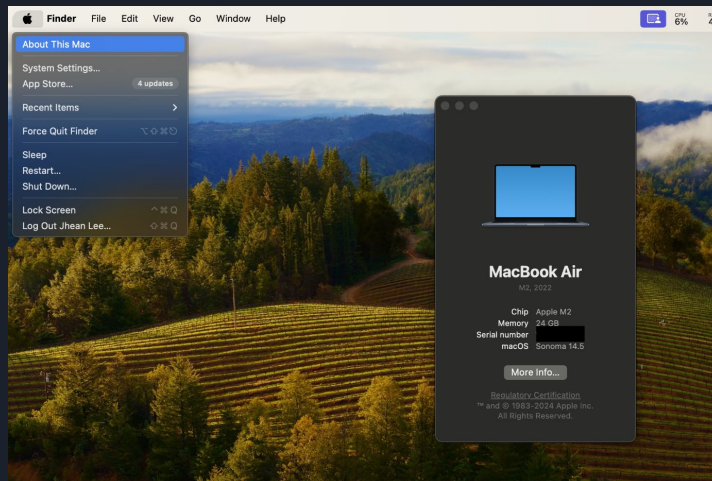 Finder File Edit View Go Window Help
CPU
6%
About This Mac
System Settings...
App Store... 4 updates
Recent Items
Force Quit Finder
Sleep
Restart...
Shut Down...
Lock Screen ⌃⌘Q
Log Out Jhean Lee... ⇧⌘Q
MacBook Air
M2, 2022
Chip Apple M2
Memory 24 GB
Serial number
macOS Sonoma 14.5
More Info...
Regulatory Certification
™ and © 1983-2024 Apple Inc.
All Rights Reserved.